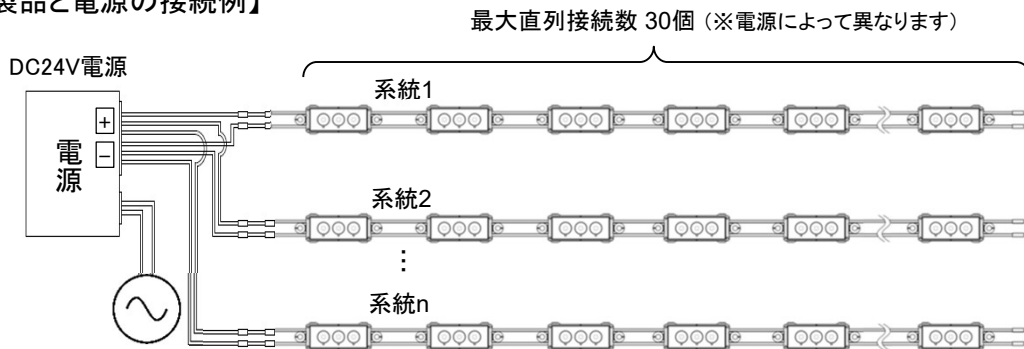 製品と電源の接続例】
最大直列接続数 30個（※電源によって異なります）
DC24V電源
系統1
＋
電源
－
系統2
⋮
系統n